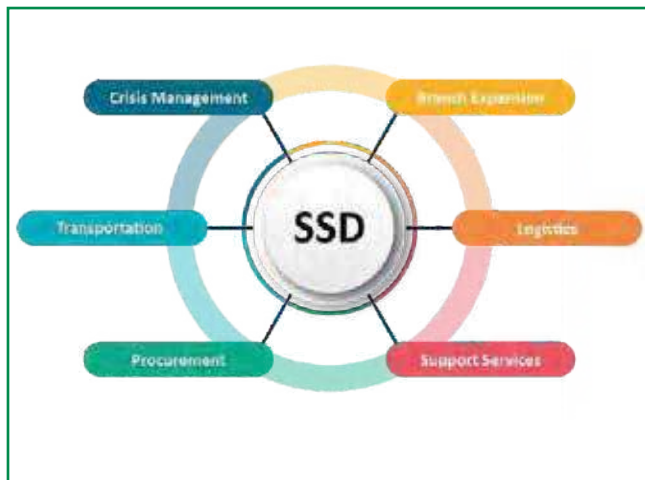 Crisis Management
Branch Expansion
Transportation
SSD
Logistics
Procurement
Support Services